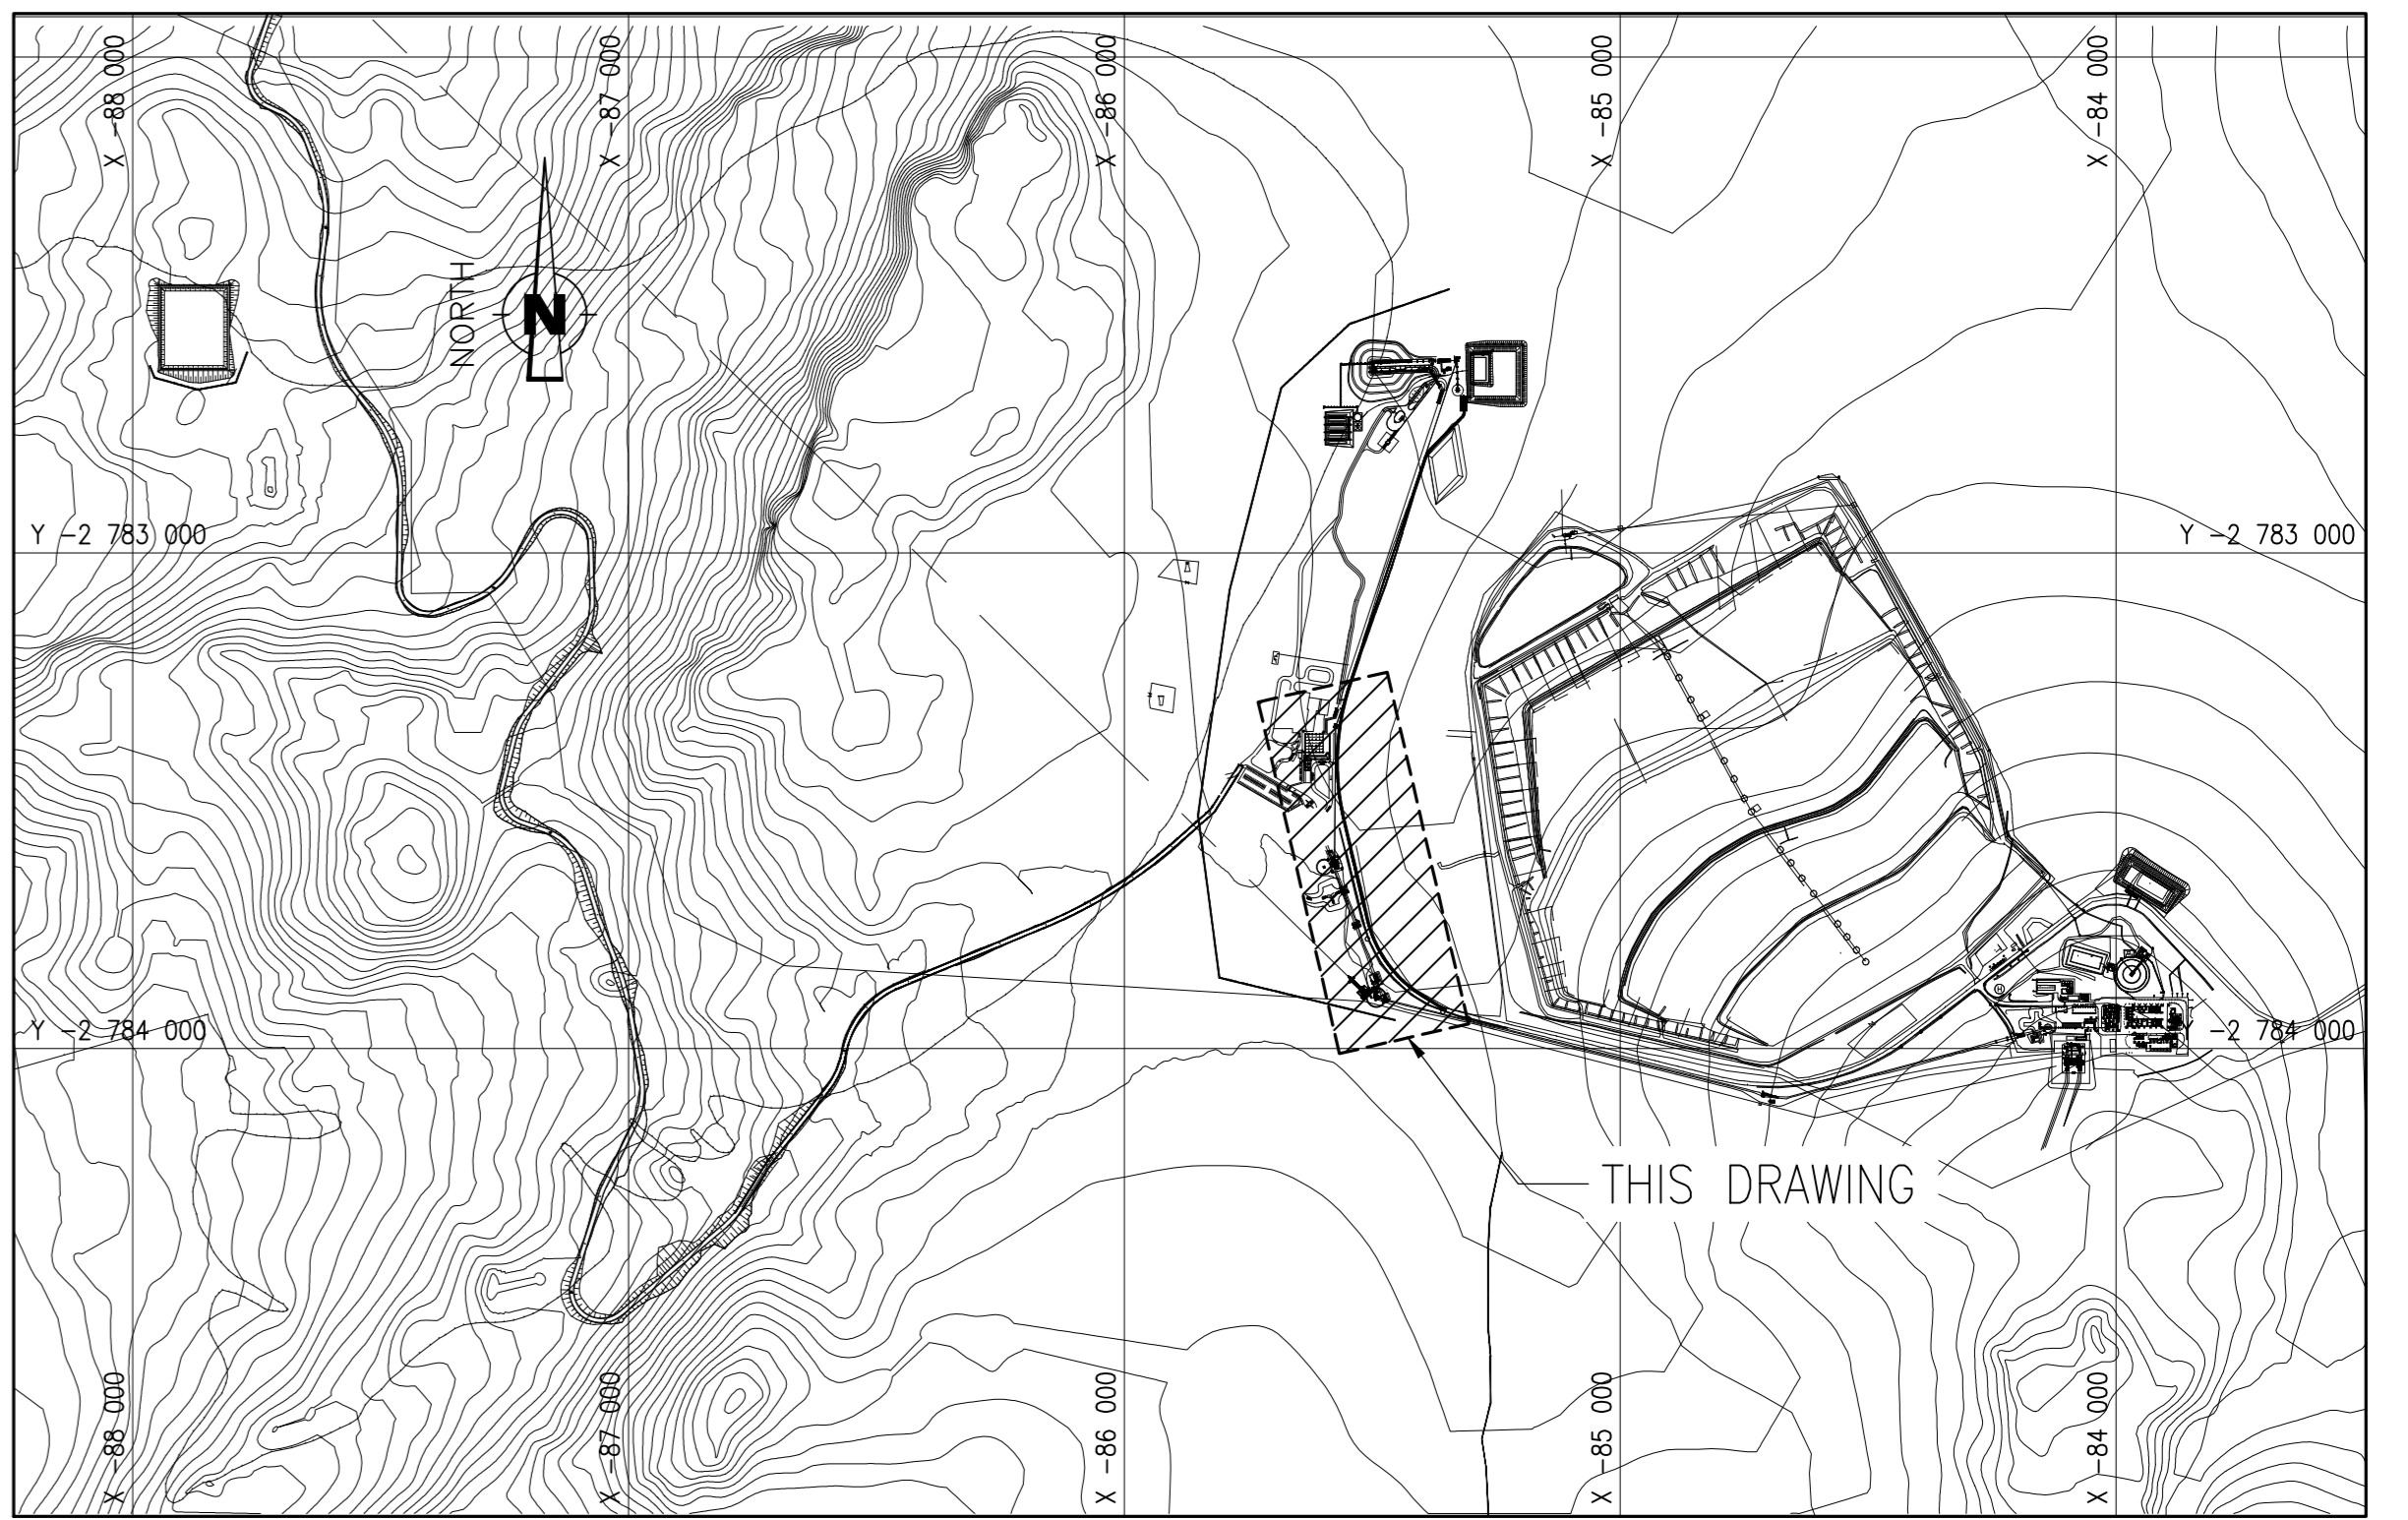 X -88 000
X -87 000
X -86 000
X -85 000
X -84 000
NORTH
N
Y -2 783 000
Y -2 783 000
Y -2 784 000
Y -2 784 000
THIS DRAWING
X -88 000
X -87 000
X -86 000
X -85 000
X -84 000